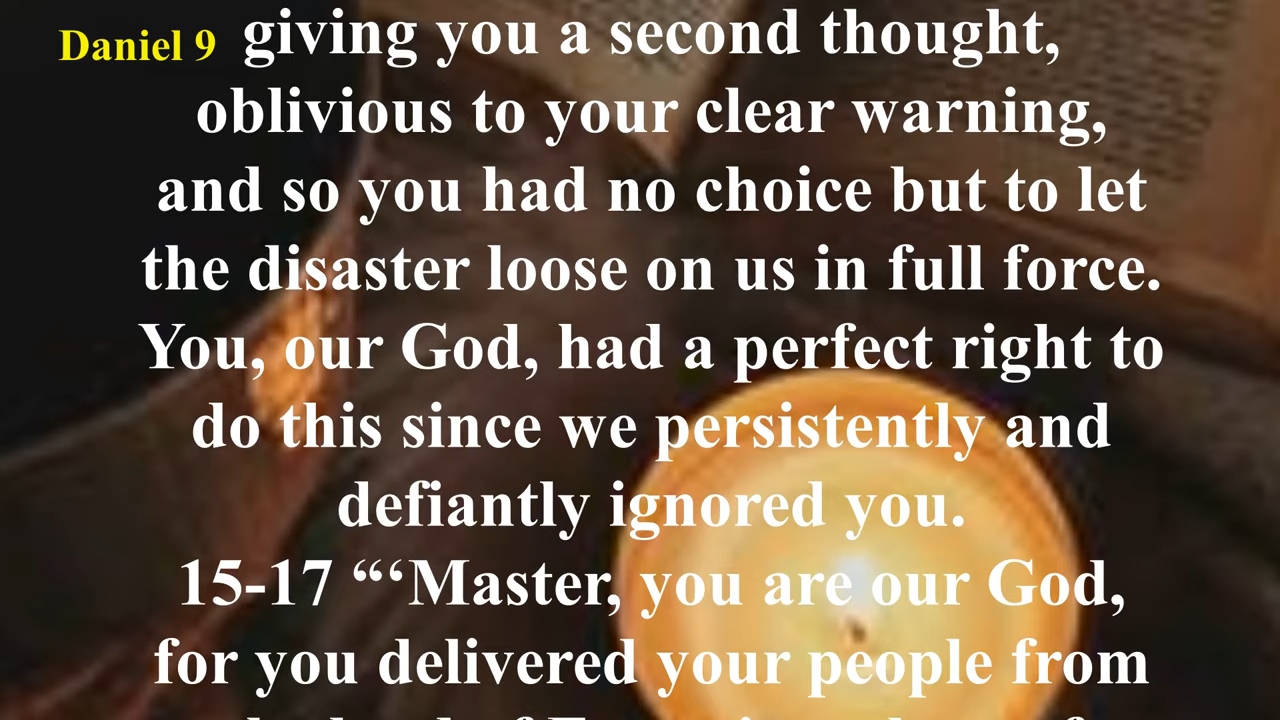 Daniel 9
giving you a second thought,
oblivious to your clear warning,
and so you had no choice but to let
the disaster loose on us in full force.
You, our God, had a perfect right to
do this since we persistently and
defiantly ignored you.
15-17 “‘Master, you are our God,
for you delivered your people from